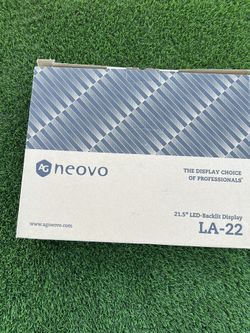 AG neovo
THE DISPLAY CHOICE
OF PROFESSIONALS
21.5" LED-Backlit Display
www.agneovo.com
LA-22